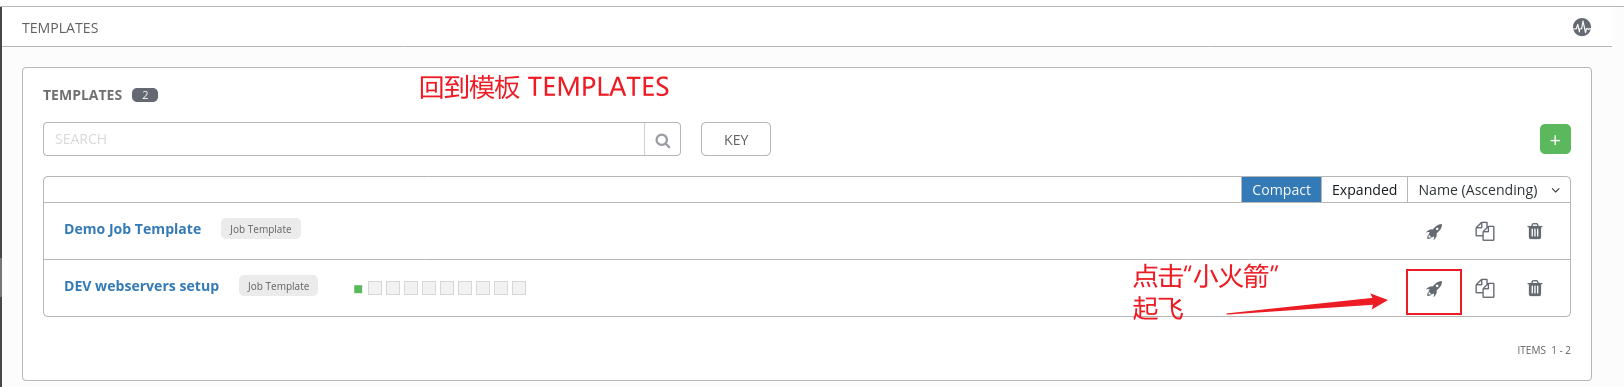 TEMPLATES
回到模板 TEMPLATES
TEMPLATES 2
SEARCH
KEY
+
Compact Expanded Name (Ascending)
Demo Job Template Job Template
DEV webservers setup Job Template
点击“小火箭”
起飞
ITEMS 1 - 2